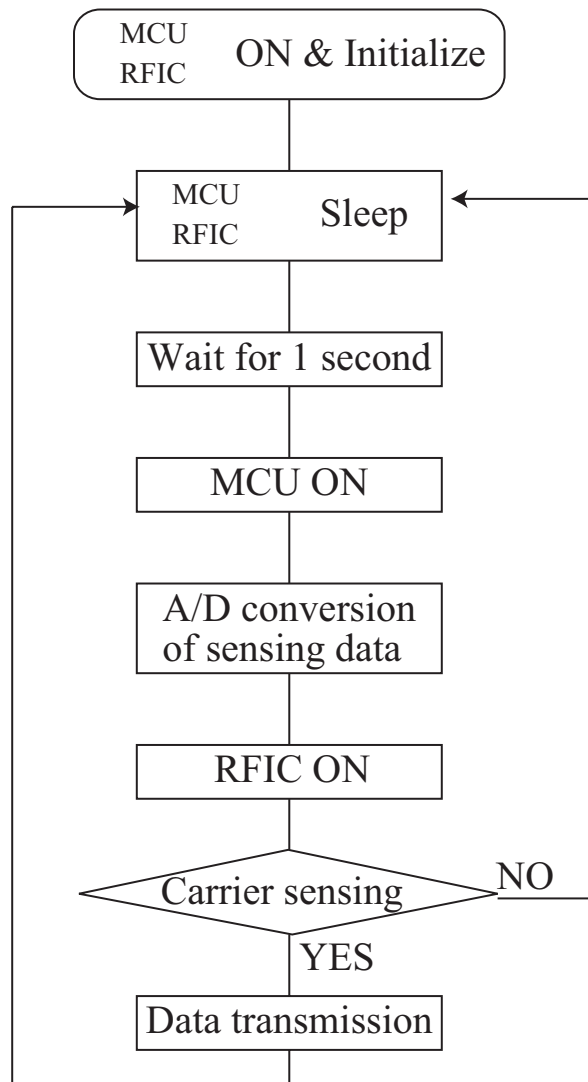 MCU
RFIC
ON & Initialize
MCU
RFIC
Sleep
Wait for 1 second
MCU ON
A/D conversion
of sensing data
RFIC ON
Carrier sensing
NO
YES
Data transmission